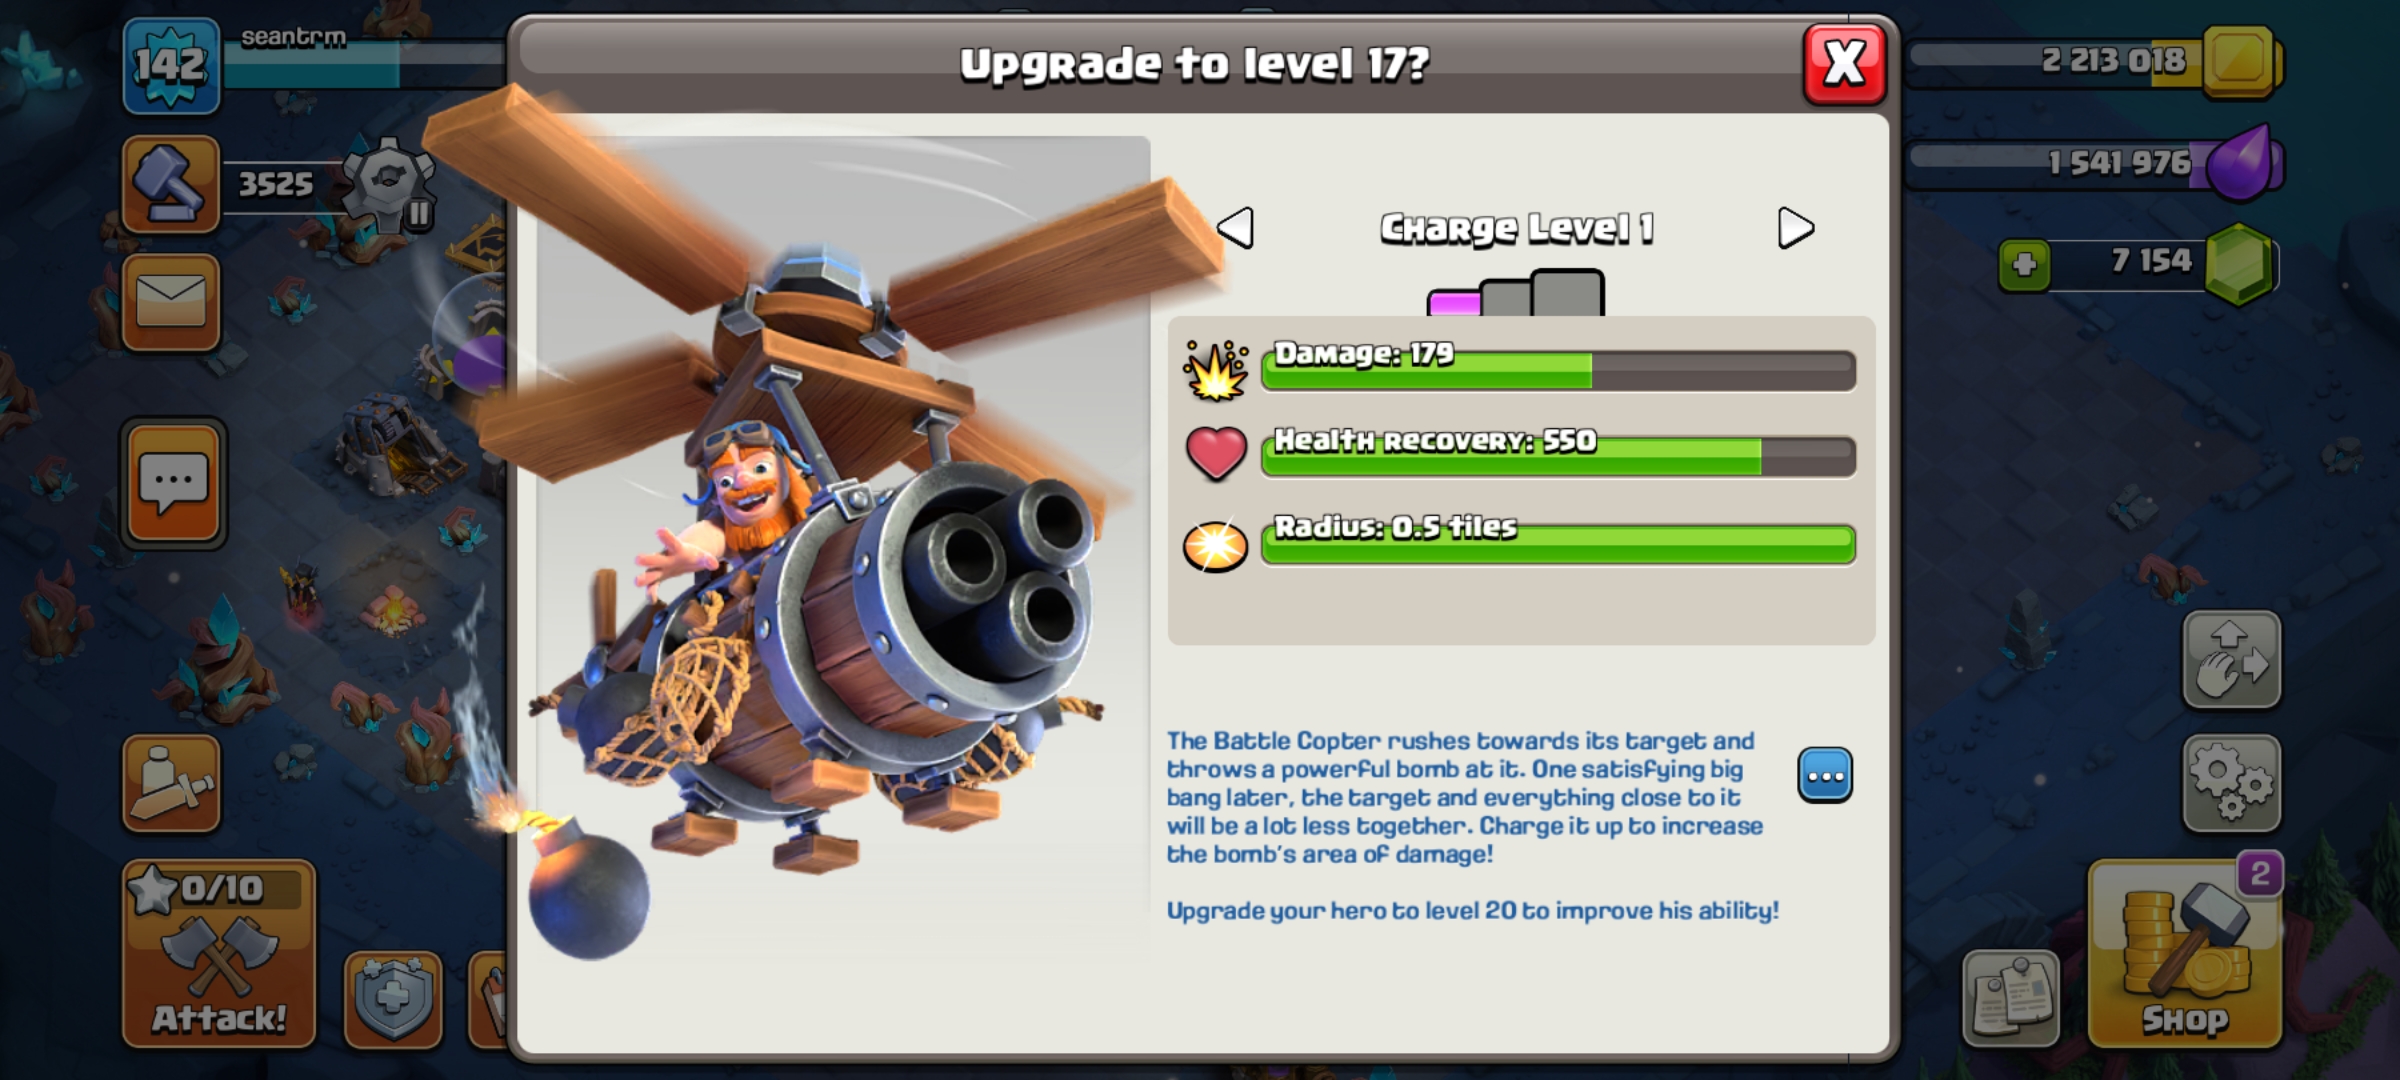 142
seantrm
3525
Upgrade to level 17?
X
2 213 018
1 541 976
7 154
Charge Level 1
Damage: 179
Health recovery: 550
Radius: 0.5 tiles
The Battle Copter rushes towards its target and
throws a powerful bomb at it. One satisfying big
bang later, the target and everything close to it
will be a lot less together. Charge it up to increase
the bomb's area of damage!
Upgrade your hero to level 20 to improve his ability!
0/10
Attack!
2
Shop